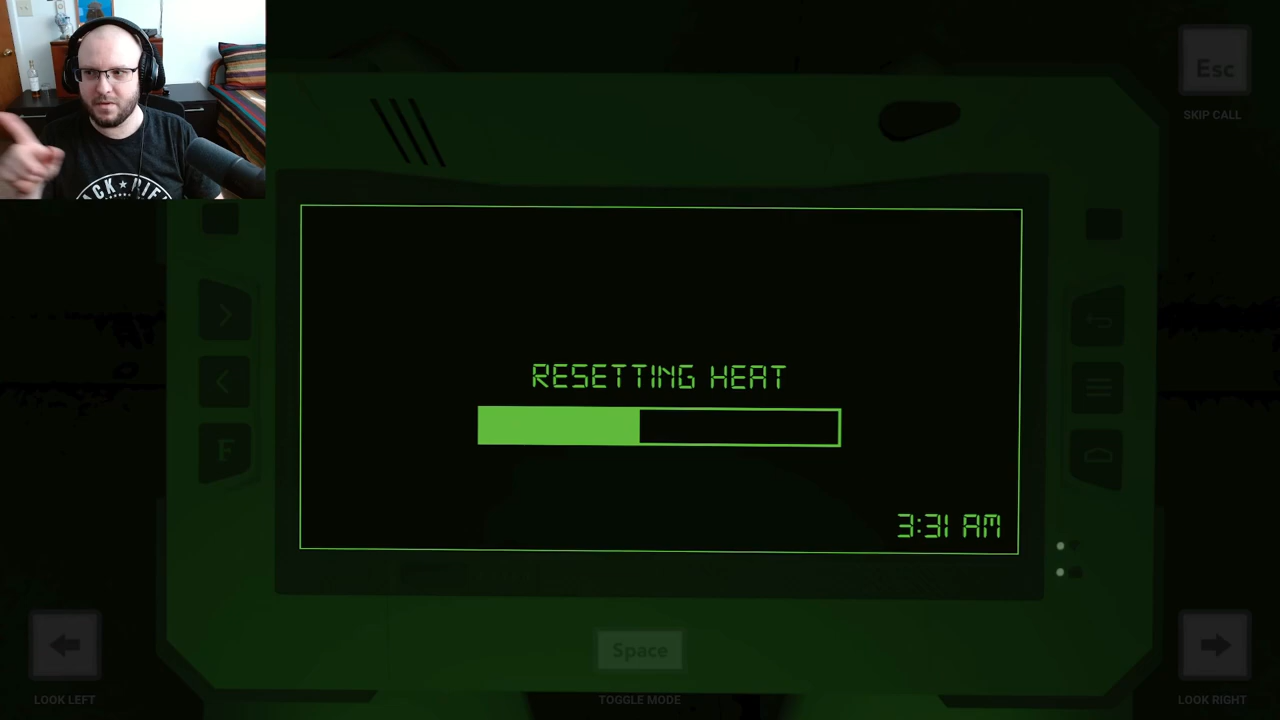 Esc
SKIP CALL
RESETTING HEAT
F
3:31 AM
Space
LOOK LEFT
TOGGLE MODE
LOOK RIGHT